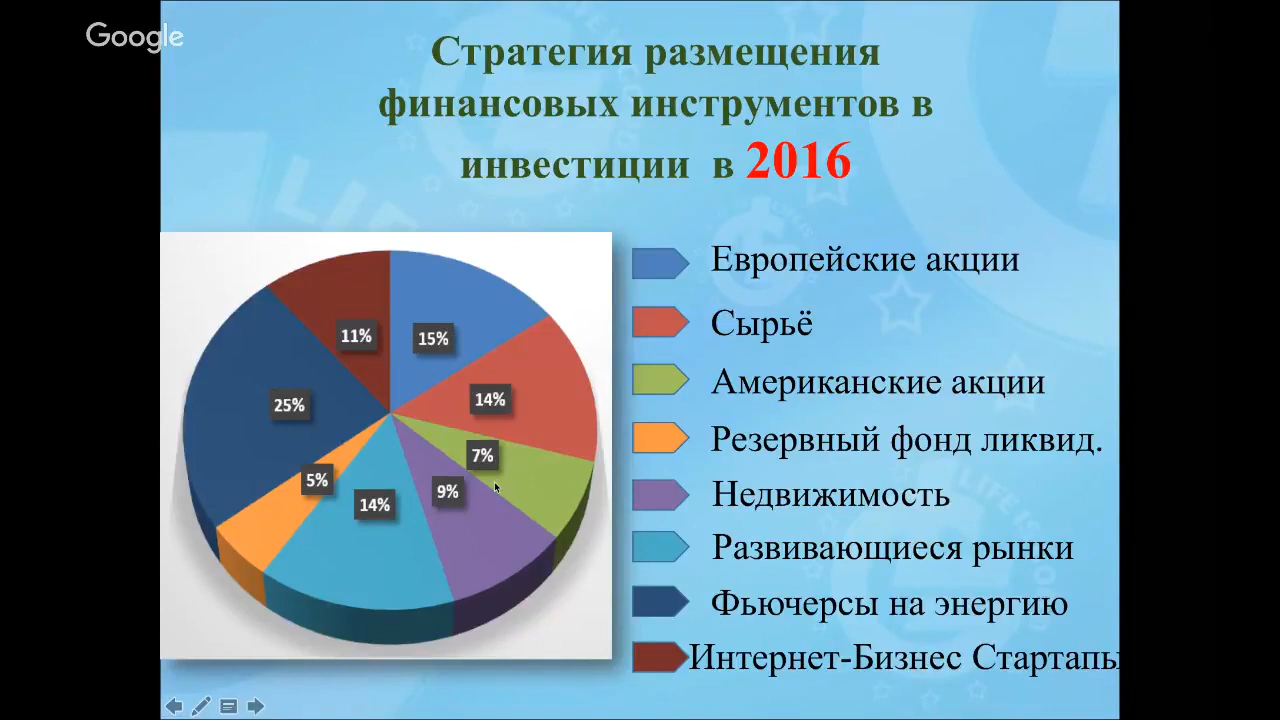 Google
Стратегия размещения
финансовых инструментов в
инвестиции в 2016
Европейские акции
Сырьё
Американские акции
Резервный фонд ликвид.
Недвижимость
Развивающиеся рынки
Фьючерсы на энергию
Интернет-Бизнес Стартапы
11%
15%
14%
25%
7%
5%
9%
14%